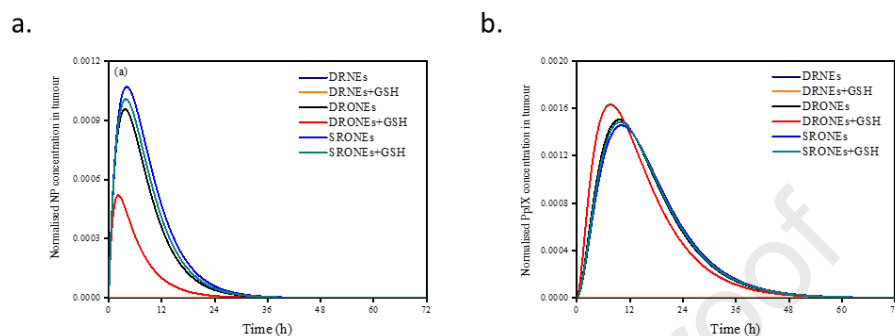 a.
b.
0.0012
0.0009
0.0006
0.0003
0.0000
Normalised NP concentration in tumour
(a)
DRNEs
DRNEs+GSH
DRONEs
DRONEs+GSH
SRONEs
SRONEs+GSH
0 12 24 36 48 60 72
Time (h)
0.0020
0.0016
0.0012
0.0008
0.0004
0.0000
Normalised PpIX concentration in tumour
DRNEs
DRNEs+GSH
DRONEs
DRONEs+GSH
SRONEs
SRONEs+GSH
0 12 24 36 48 60
Time (h)
roof